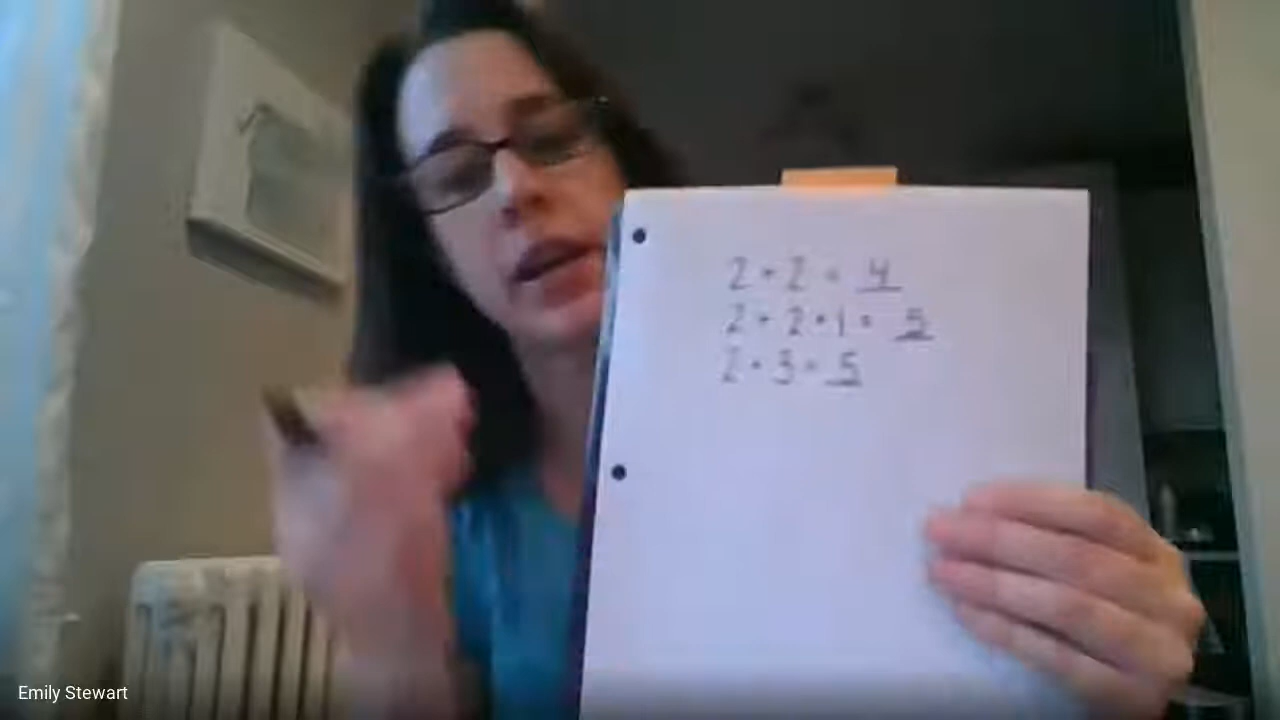 2 + 2 = 4
2 + 2 + 1 = 5
2 + 3 = 5
Emily Stewart